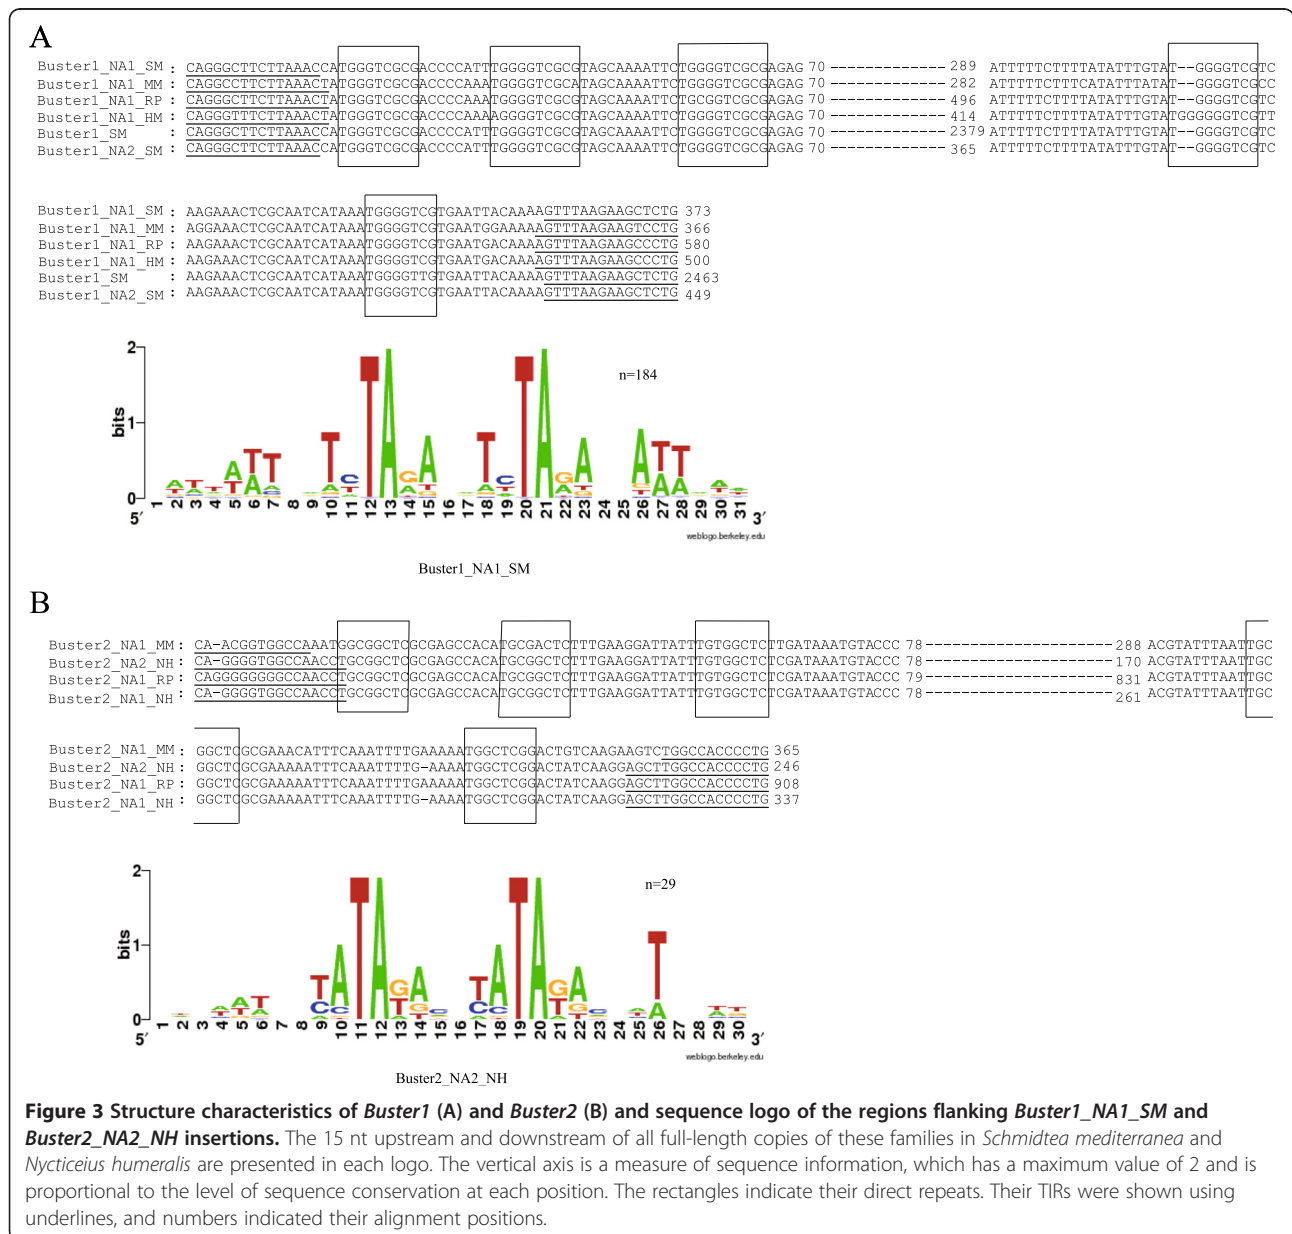 A
Buster1_NA1_SM : CAGGGCTTCTTAAACCATGGGTCGCGACCCCATTTGGGGTCGCGTAGCAAAATTCTGGGGTCGCGAGAG 70 ------------- 289 ATTTTTCTTTTATATTTGTAT--GGGGTCGTC
Buster1_NA1_MM : CAGGCCTTCTTAAACTATGGGTCGCGACCCCAAATGGGGTCGCATAGCAAAATTCTGGGGTCGCGAGAG 70 ------------- 282 ATTTTTCTTTCATATTTATAT--GGGGTCGCC
Buster1_NA1_RP : CAGGGCTTCTTAAACTATGGGTCGCGACCCCAAATGGGGTCGCGTAGCAAAATTCTGCGGTCGCGAGAG 70 ------------- 496 ATTTTTCTTTTATATTTGTAT--GGGGTCGTC
Buster1_NA1_HM : CAGGGTTTCTTAAACTATGGGTCGCGACCCCAAAAGGGGTCGCGTAGCAAAATTCTGGGGTCGCGAGAG 70 ------------- 414 ATTTTTCTTTTATATTTGTATGGGGGGTCGTT
Buster1_SM : CAGGGCTTCTTAAACCATGGGTCGCGACCCCATTTGGGGTCGCGTAGCAAAATTCTGGGGTCGCGAGAG 70 ------------- 2379 ATTTTTCTTTTATATTTGTAT--GGGGTCGTC
Buster1_NA2_SM : CAGGGCTTCTTAAACCATGGGTCGCGACCCCATTTGGGGTCGCGTAGCAAAATTCTGGGGTCGCGAGAG 70 ------------- 365 ATTTTTCTTTTATATTTGTAT--GGGGTCGTC
Buster1_NA1_SM : AAGAAACTCGCAATCATAAATGGGGTCGTGAATTACAAAAGTTTAAGAAGCTCTG 373
Buster1_NA1_MM : AGGAAACTCGCAATCATAAATGGGGTCGTGAATGGAAAAAGTTTAAGAAGTCCTG 366
Buster1_NA1_RP : AAGAAACTCGCAATCATAAATGGGGTCGTGAATGACAAAAGTTTAAGAAGCCCTG 580
Buster1_NA1_HM : AAGAAACTCGCAATCATAAATGGGGTCGTGAATGACAAAAGTTTAAGAAGCCCTG 500
Buster1_SM : AAGAAACTCGCAATCATAAATGGGGTTGTGAATTACAAAAGTTTAAGAAGCTCTG 2463
Buster1_NA2_SM : AAGAAACTCGCAATCATAAATGGGGTCGTGAATTACAAAAGTTTAAGAAGCTCTG 449
bits
2
1
0
n=184
5′ 1 2 3 4 5 6 7 8 9 10 11 12 13 14 15 16 17 18 19 20 21 22 23 24 25 26 27 28 29 30 31 3′
weblogo.berkeley.edu
Buster1_NA1_SM
B
Buster2_NA1_MM : CA-ACGGTGGCCAAATGGCGGCTCGCGAGCCACATGCGACTCTTTGAAGGATTATTTGTGGCTCTTGATAAATGTACCC 78 --------------------- 288 ACGTATTTAATTGC
Buster2_NA2_NH : CA-GGGGTGGCCAACCTGCGGCTCGCGAGCCACATGCGGCTCTTTGAAGGATTATTTGTGGCTCTCGATAAATGTACCC 78 --------------------- 170 ACGTATTTAATTGC
Buster2_NA1_RP : CAGGGGGGGGCCAACCTGCGGCTCGCGAGCCACATGCGGCTCTTTGAAGGATTATTTGTGGCTCTCGATAAATGTACCC 79 --------------------- 831 ACGTATTTAATTGC
Buster2_NA1_NH : CA-GGGGTGGCCAACCTGCGGCTCGCGAGCCACATGCGGCTCTTTGAAGGATTATTTGTGGCTCTCGATAAATGTACCC 78 --------------------- 261 ACGTATTTAATTGC
Buster2_NA1_MM : GGCTCGCGAAACATTTCAAATTTTGAAAAATGGCTCGGACTGTCAAGAAGTCTGGCCACCCCTG 365
Buster2_NA2_NH : GGCTCGCGAAAAATTTCAAATTTTG-AAAATGGCTCGGACTATCAAGGAGCTTGGCCACCCCTG 246
Buster2_NA1_RP : GGCTCGCGAAAAATTTCAAATTTTGAAAAATGGCTCGGACTATCAAGGAGCTTGGCCACCCCTG 908
Buster2_NA1_NH : GGCTCGCGAAAAATTTCAAATTTTG-AAAATGGCTCGGACTATCAAGGAGCTTGGCCACCCCTG 337
bits
2
1
0
n=29
5′ 1 2 3 4 5 6 7 8 9 10 11 12 13 14 15 16 17 18 19 20 21 22 23 24 25 26 27 28 29 30 3′
weblogo.berkeley.edu
Buster2_NA2_NH
Figure 3 Structure characteristics of Buster1 (A) and Buster2 (B) and sequence logo of the regions flanking Buster1_NA1_SM and
Buster2_NA2_NH insertions. The 15 nt upstream and downstream of all full-length copies of these families in Schmidtea mediterranea and
Nycticeius humeralis are presented in each logo. The vertical axis is a measure of sequence information, which has a maximum value of 2 and is
proportional to the level of sequence conservation at each position. The rectangles indicate their direct repeats. Their TIRs were shown using
underlines, and numbers indicated their alignment positions.